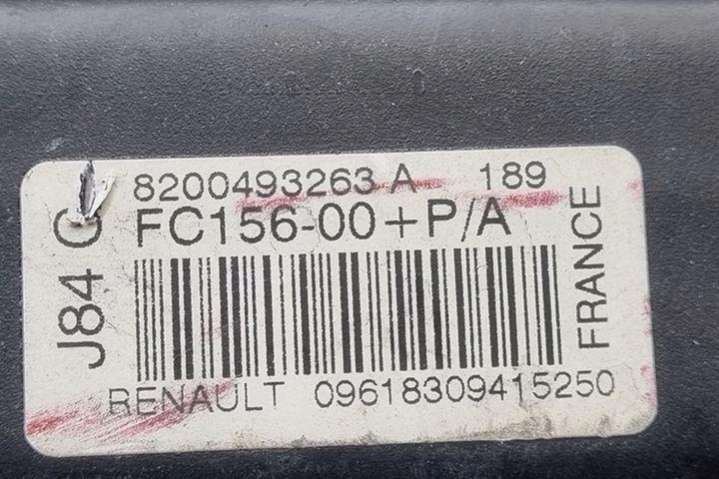 8200493263 A 189
FC156-00+P/A
RENAULT 09618309415250
J84
FRANCE